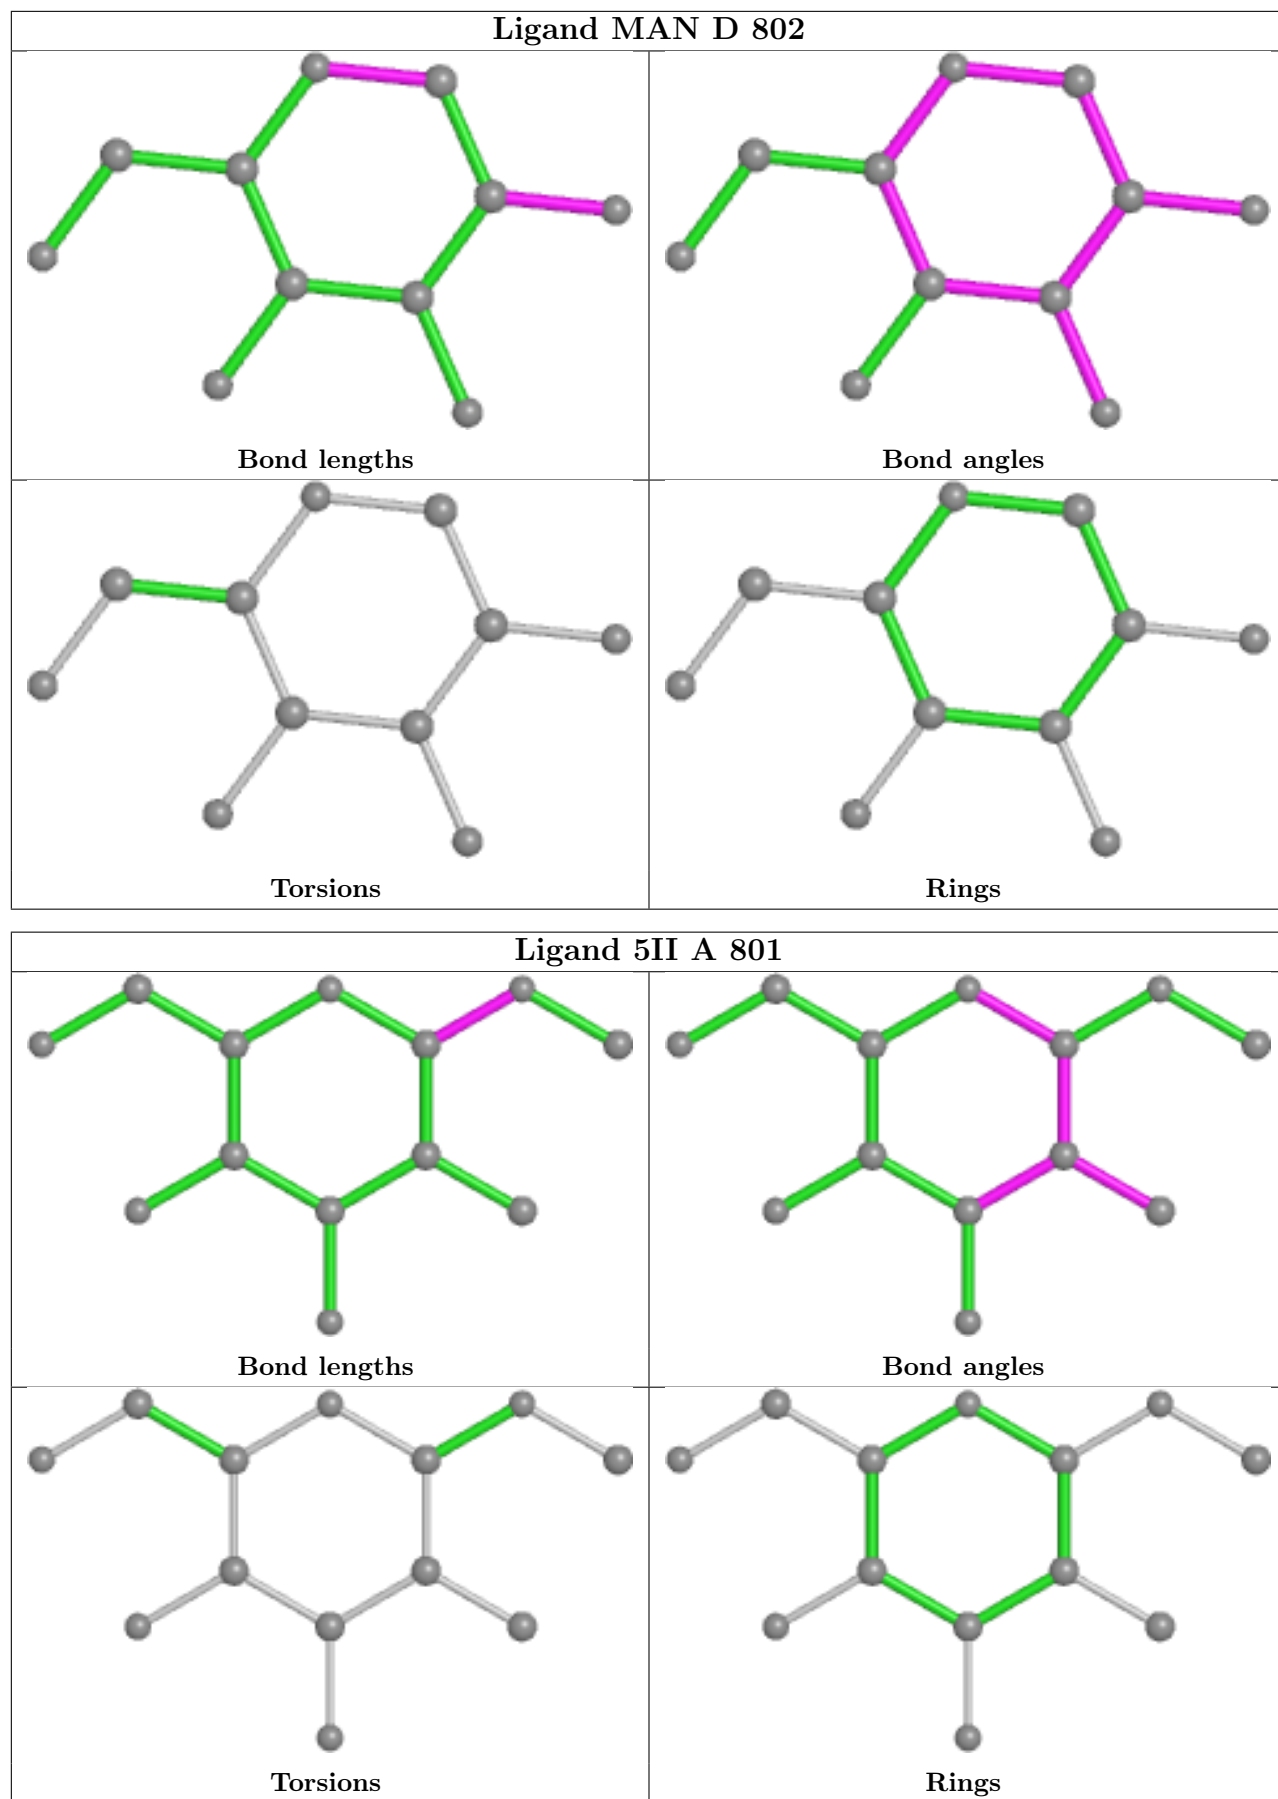 Ligand MAN D 802
Bond lengths
Bond angles
Torsions
Rings
Ligand 5II A 801
Bond lengths
Bond angles
Torsions
Rings